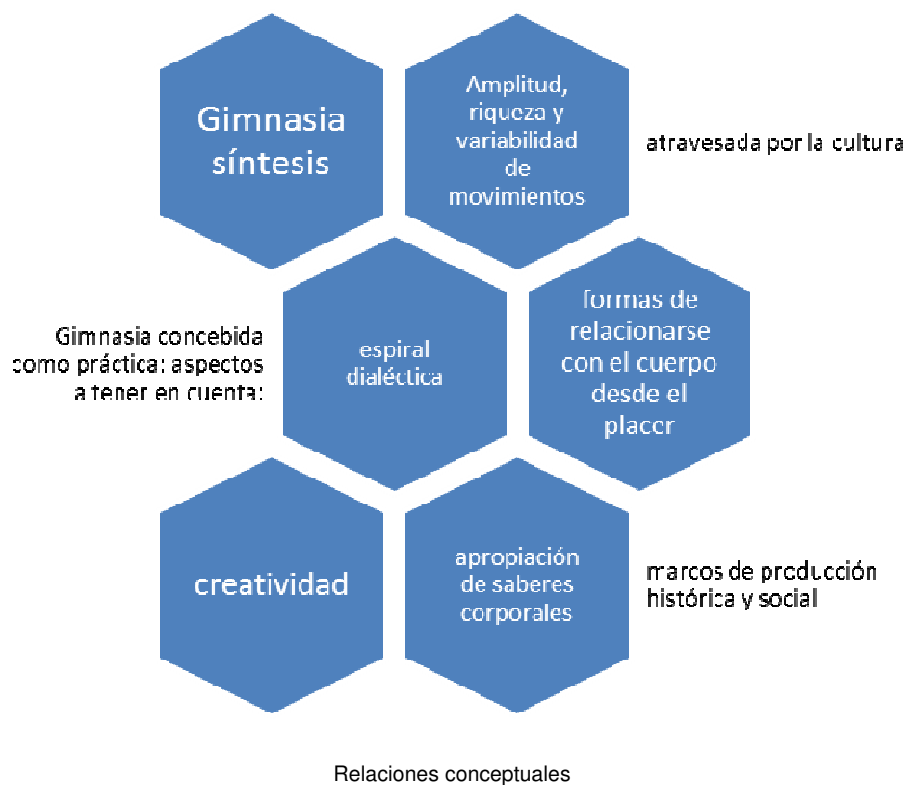 Gimnasia
síntesis
Amplitud,
riqueza y
variabilidad
de
movimientos
atravesada por la cultura
Gimnasia concebida
como práctica: aspectos
a tener en cuenta:
espiral
dialéctica
formas de
relacionarse
con el cuerpo
desde el
placer
creatividad
apropiación
de saberes
corporales
marcos de producción
histórica y social
Relaciones conceptuales